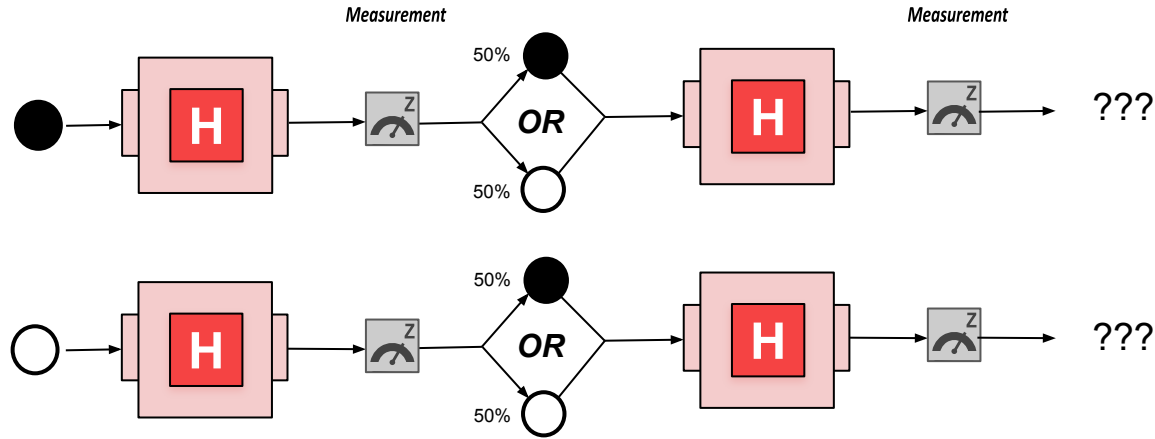 Measurement
Measurement
50%
H
Z
OR
H
Z
???
50%
50%
H
Z
OR
H
Z
???
50%